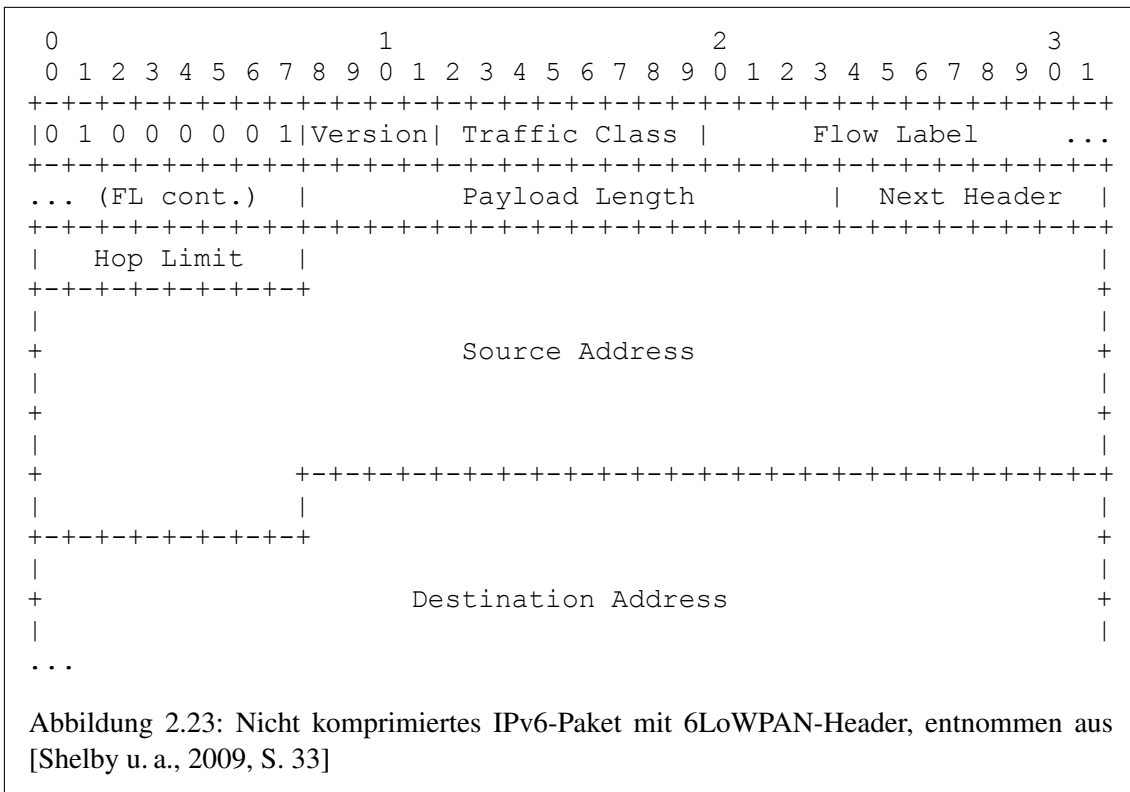 0                   1                   2                   3
0 1 2 3 4 5 6 7 8 9 0 1 2 3 4 5 6 7 8 9 0 1 2 3 4 5 6 7 8 9 0 1
+-+-+-+-+-+-+-+-+-+-+-+-+-+-+-+-+-+-+-+-+-+-+-+-+-+-+-+-+-+-+-+-+
|0 1 0 0 0 0 0 1|Version| Traffic Class |      Flow Label     ...
+-+-+-+-+-+-+-+-+-+-+-+-+-+-+-+-+-+-+-+-+-+-+-+-+-+-+-+-+-+-+-+-+
... (FL cont.)  |         Payload Length        |  Next Header  |
+-+-+-+-+-+-+-+-+-+-+-+-+-+-+-+-+-+-+-+-+-+-+-+-+-+-+-+-+-+-+-+-+
|   Hop Limit   |                                               |
+-+-+-+-+-+-+-+-+                                               +
|                                                               |
+                         Source Address                        +
|                                                               |
+                                                               +
|                                                               |
+               +-+-+-+-+-+-+-+-+-+-+-+-+-+-+-+-+-+-+-+-+-+-+-+-+
|               |                                               |
+-+-+-+-+-+-+-+-+                                               +
|                                                               |
+                      Destination Address                      +
|                                                               |
...
Abbildung 2.23: Nicht komprimiertes IPv6-Paket mit 6LoWPAN-Header, entnommen aus
[Shelby u. a., 2009, S. 33]